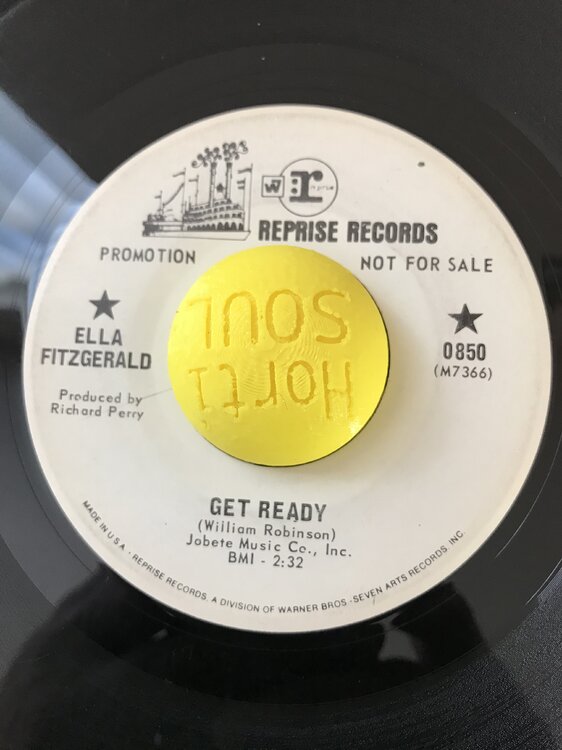 W r reprise
REPRISE RECORDS
PROMOTION
NOT FOR SALE
ELLA
FITZGERALD
Produced by
Richard Perry
0850
(M7366)
Horti
SOUL
GET READY
(William Robinson)
Jobete Music Co., Inc.
BMI - 2:32
MADE IN U.S.A. • REPRISE RECORDS, A DIVISION OF WARNER BROS.-SEVEN ARTS RECORDS, INC.